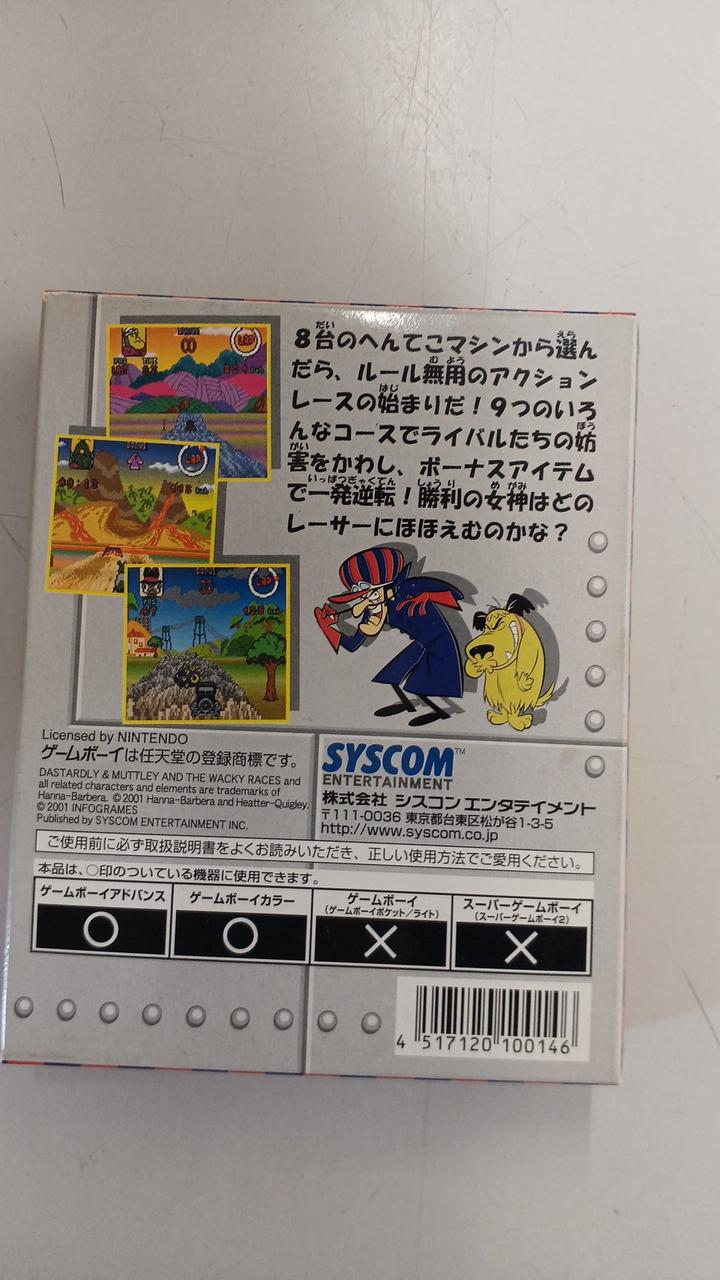 8台のへんてこマシンから選ん
だら、ルール無用のアクション
レースの始まりだ！9つのいろ
んなコースでライバルたちの妨
害をかわし、ボーナスアイテム
で一発逆転！勝利の女神はどの
レーサーにほほえむのかな？
Licensed by NINTENDO
ゲームボーイは任天堂の登録商標です。
DASTARDLY & MUTTLEY AND THE WACKY RACES and
all related characters and elements are trademarks of
Hanna-Barbera. © 2001 Hanna-Barbera and Heatter-Quigley.
© 2001 INFOGRAMES
Published by SYSCOM ENTERTAINMENT INC.
SYSCOM™
ENTERTAINMENT
株式会社 シスコンエンタテイメント
〒111-0036 東京都台東区松が谷1-3-5
http://www.syscom.co.jp
ご使用前に必ず取扱説明書をよくお読みいただき、正しい使用方法でご愛用ください。
本品は、○印のついている機器に使用できます。
ゲームボーイアドバンス
○
ゲームボーイカラー
○
ゲームボーイ
(ゲームボーイポケット／ライト)
×
スーパーゲームボーイ
(スーパーゲームボーイ2)
×
4 517120 100146